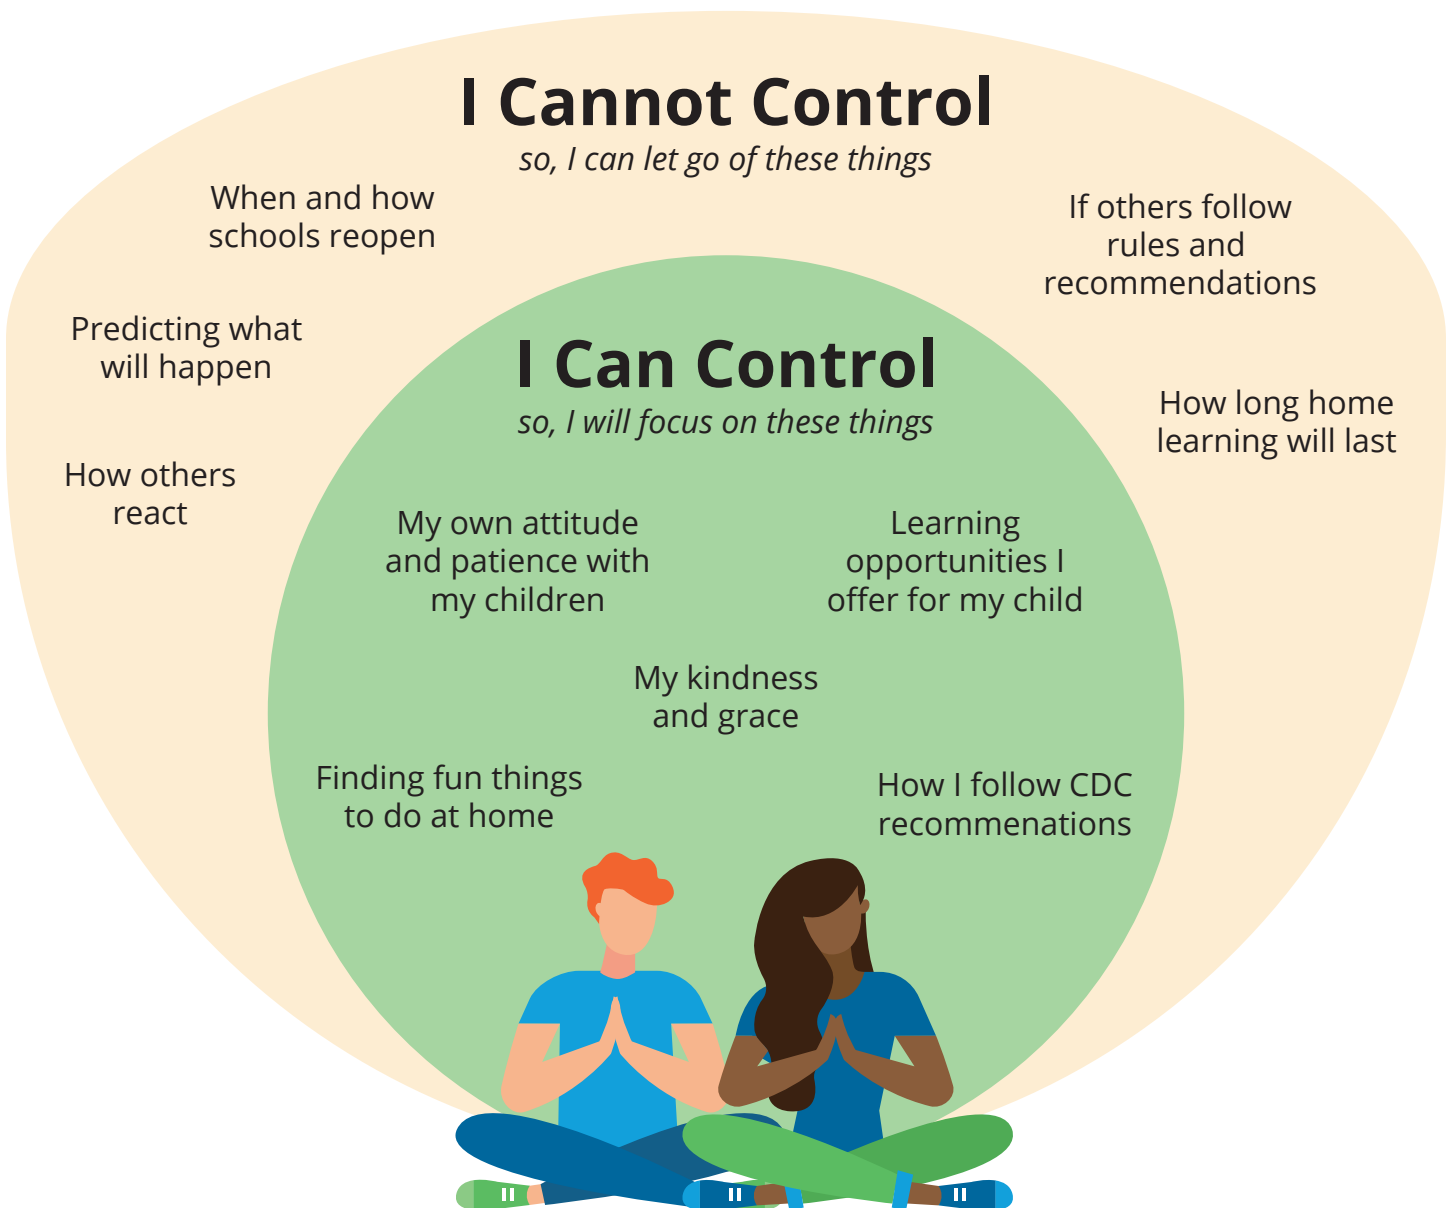 I Cannot Control
so, I can let go of these things
When and how
schools reopen
Predicting what
will happen
How others
react
If others follow
rules and
recommendations
How long home
learning will last
I Can Control
so, I will focus on these things
My own attitude
and patience with
my children
Learning
opportunities I
offer for my child
My kindness
and grace
Finding fun things
to do at home
How I follow CDC
recommenations